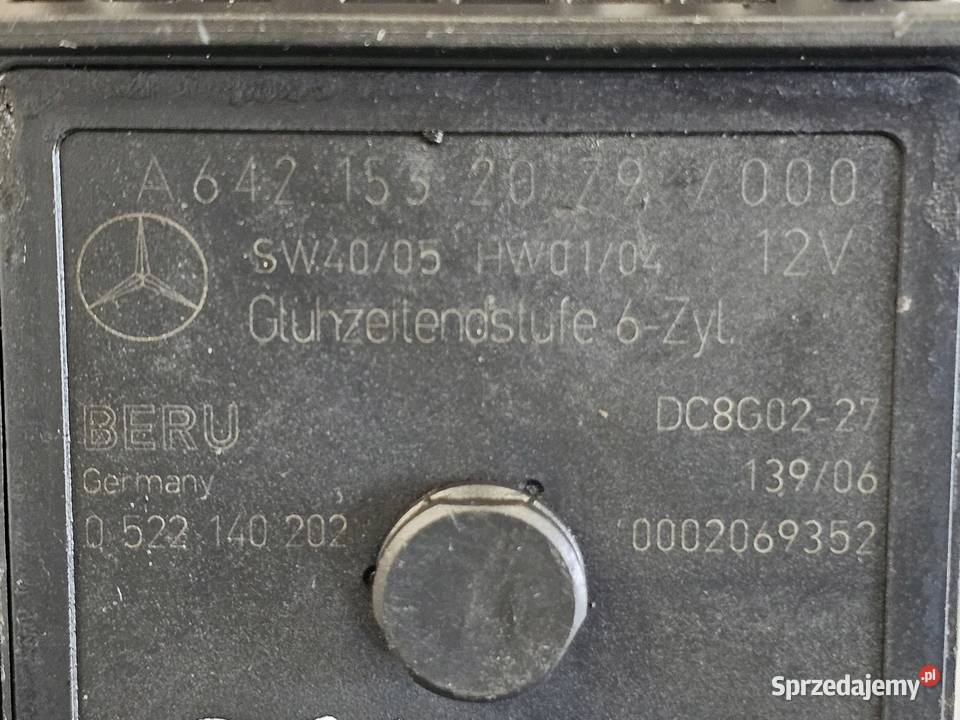 A 642 153 20 79 / 000
SW40/05 HW01/04 12V
Glühzeitendstufe 6-Zyl.
BERU
DC8G02-27
Germany
139/06
0 522 140 202
0002069352
Sprzedajemy.pl